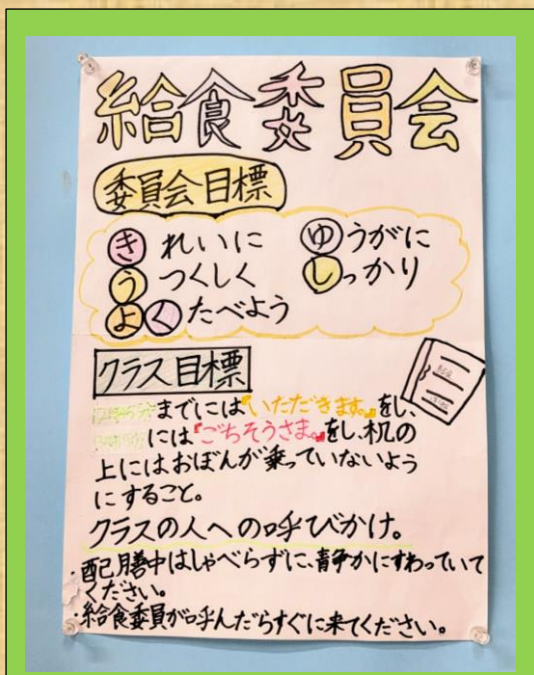 給食委員会
委員会目標
きれいに
うつくしく
よくたべよう
ゆうがに
しっかり
クラス目標
までには『いただきます。』をし、
には『ごちそうさま。』をし、机の
上にはおぼんが乗っていないよう
にすること。
クラスの人への呼びかけ。
・配膳中はしゃべらずに、静かにすわっていて
ください。
・給食委員が呼んだらすぐに来てください。